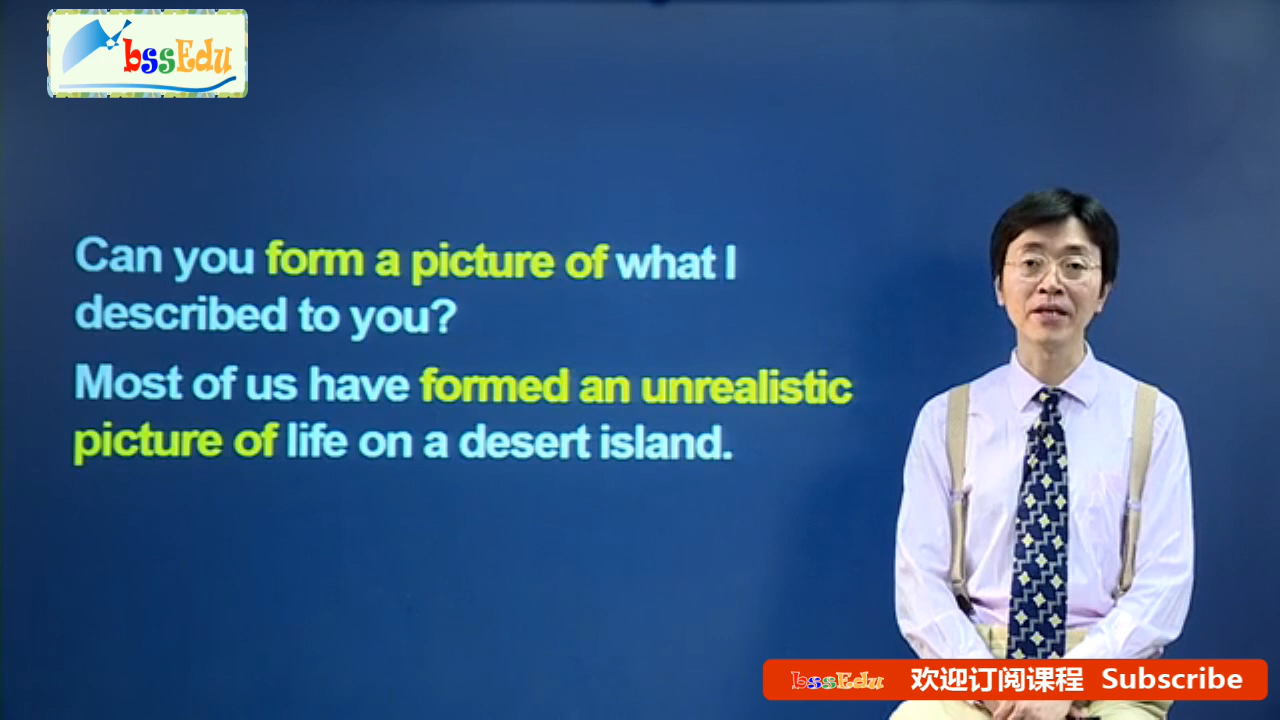 bssEdu
Can you form a picture of what I
described to you?
Most of us have formed an unrealistic
picture of life on a desert island.
bssEdu 欢迎订阅课程 Subscribe